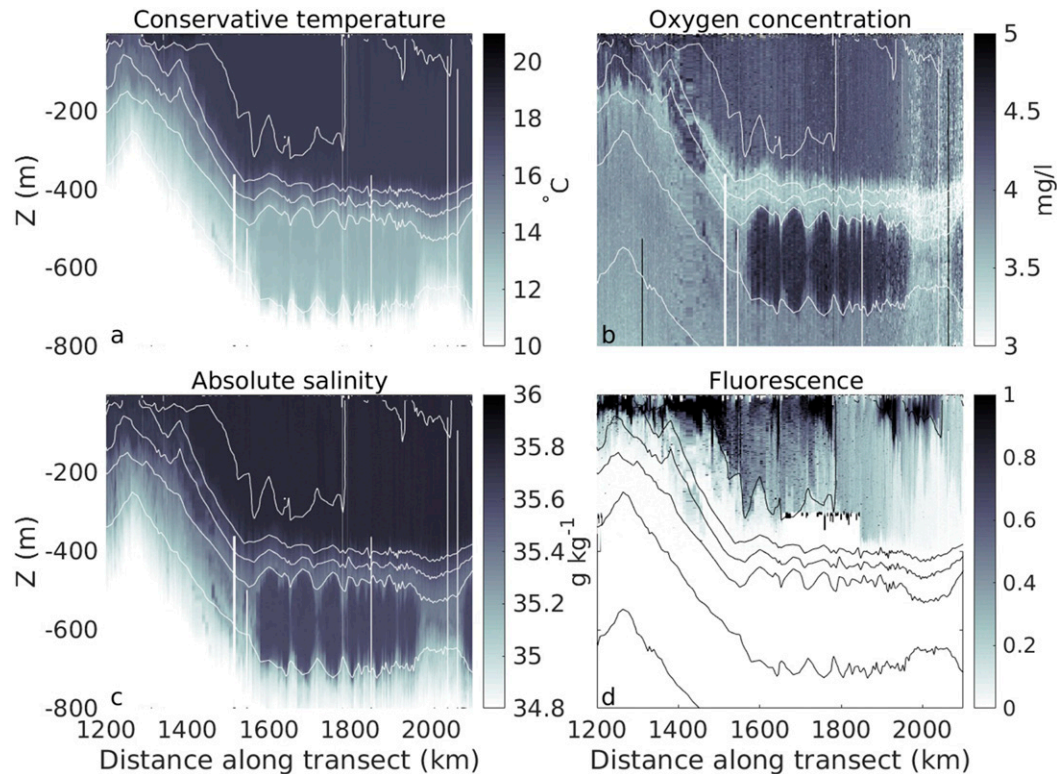 Conservative temperature
Oxygen concentration
20
18
16
14
12
10
°C
5
4.5
4
3.5
3
mg/l
-200
-400
-600
-800
Z (m)
a
b
Absolute salinity
Fluorescence
36
35.8
35.6
35.4
35.2
35
34.8
g kg-1
1
0.8
0.6
0.4
0.2
0
-200
-400
-600
-800
Z (m)
c
d
1200 1400 1600 1800 2000
1200 1400 1600 1800 2000
Distance along transect (km)
Distance along transect (km)